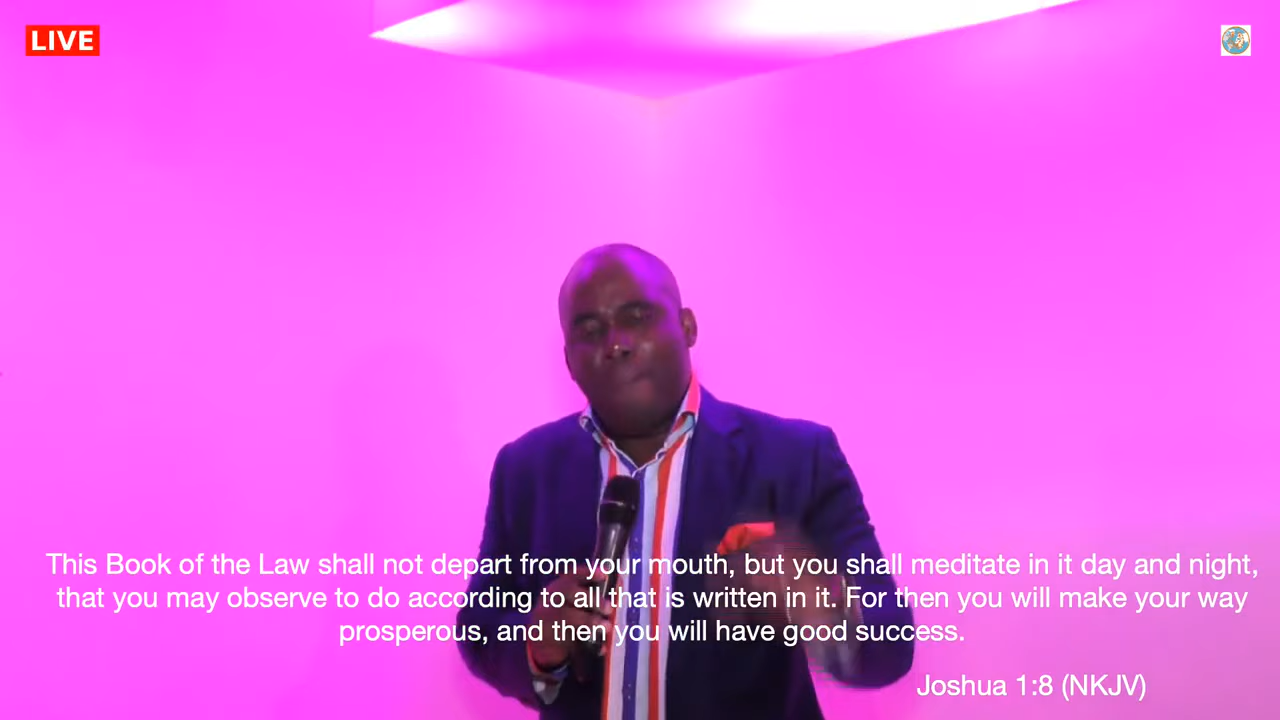 LIVE
This Book of the Law shall not depart from your mouth, but you shall meditate in it day and night,
that you may observe to do according to all that is written in it. For then you will make your way
prosperous, and then you will have good success.
Joshua 1:8 (NKJV)